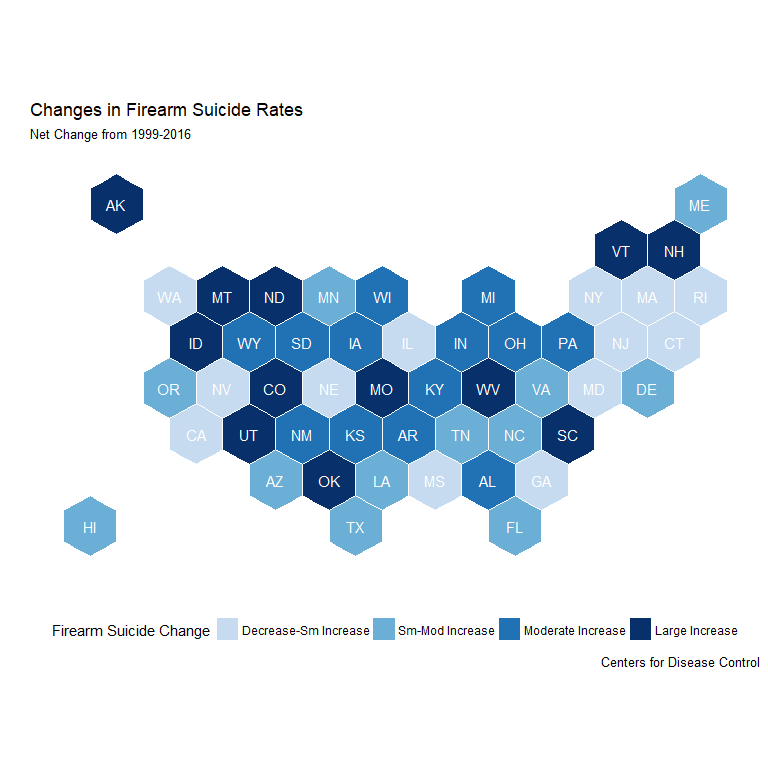 Changes in Firearm Suicide Rates
Net Change from 1999-2016
AK ME
VT NH
WA MT ND MN WI MI NY MA RI
ID WY SD IA IL IN OH PA NJ CT
OR NV CO NE MO KY WV VA MD DE
CA UT NM KS AR TN NC SC
AZ OK LA MS AL GA
HI TX FL
Firearm Suicide Change Decrease-Sm Increase Sm-Mod Increase Moderate Increase Large Increase
Centers for Disease Control